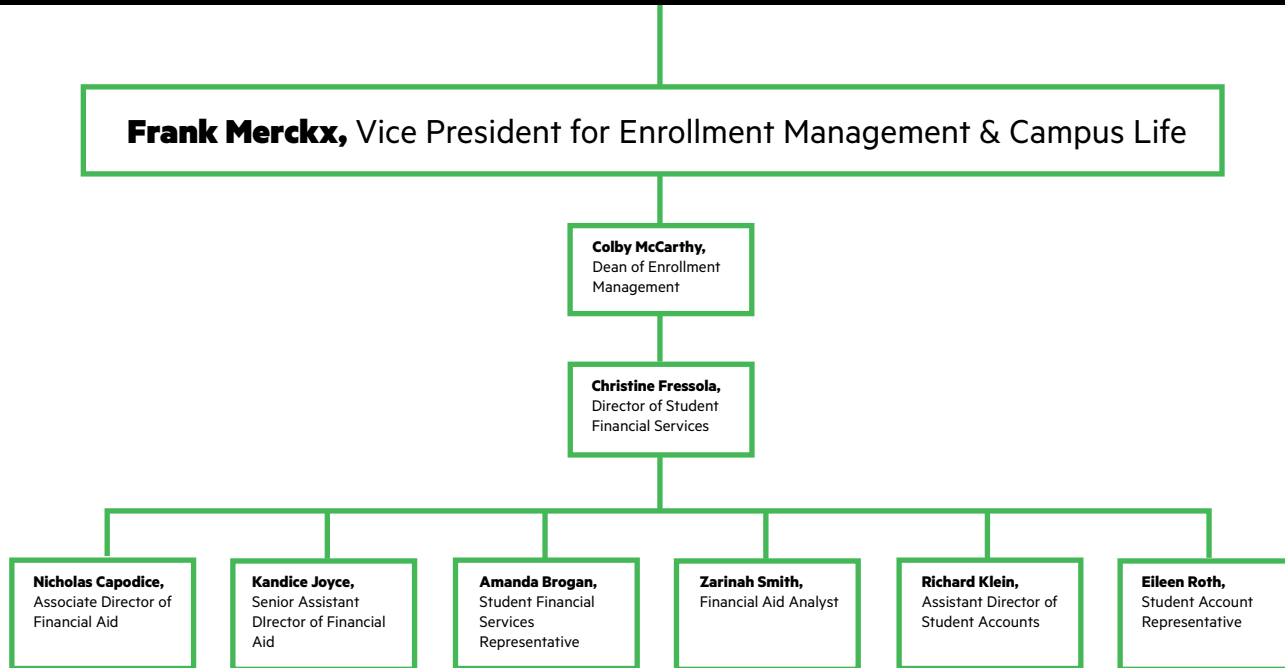 Frank Merckx, Vice President for Enrollment Management & Campus Life
Colby McCarthy,
Dean of Enrollment
Management
Christine Fressola,
Director of Student
Financial Services
Nicholas Capodice,
Associate Director of
Financial Aid
Kandice Joyce,
Senior Assistant
DIrector of Financial
Aid
Amanda Brogan,
Student Financial
Services
Representative
Zarinah Smith,
Financial Aid Analyst
Richard Klein,
Assistant Director of
Student Accounts
Eileen Roth,
Student Account
Representative